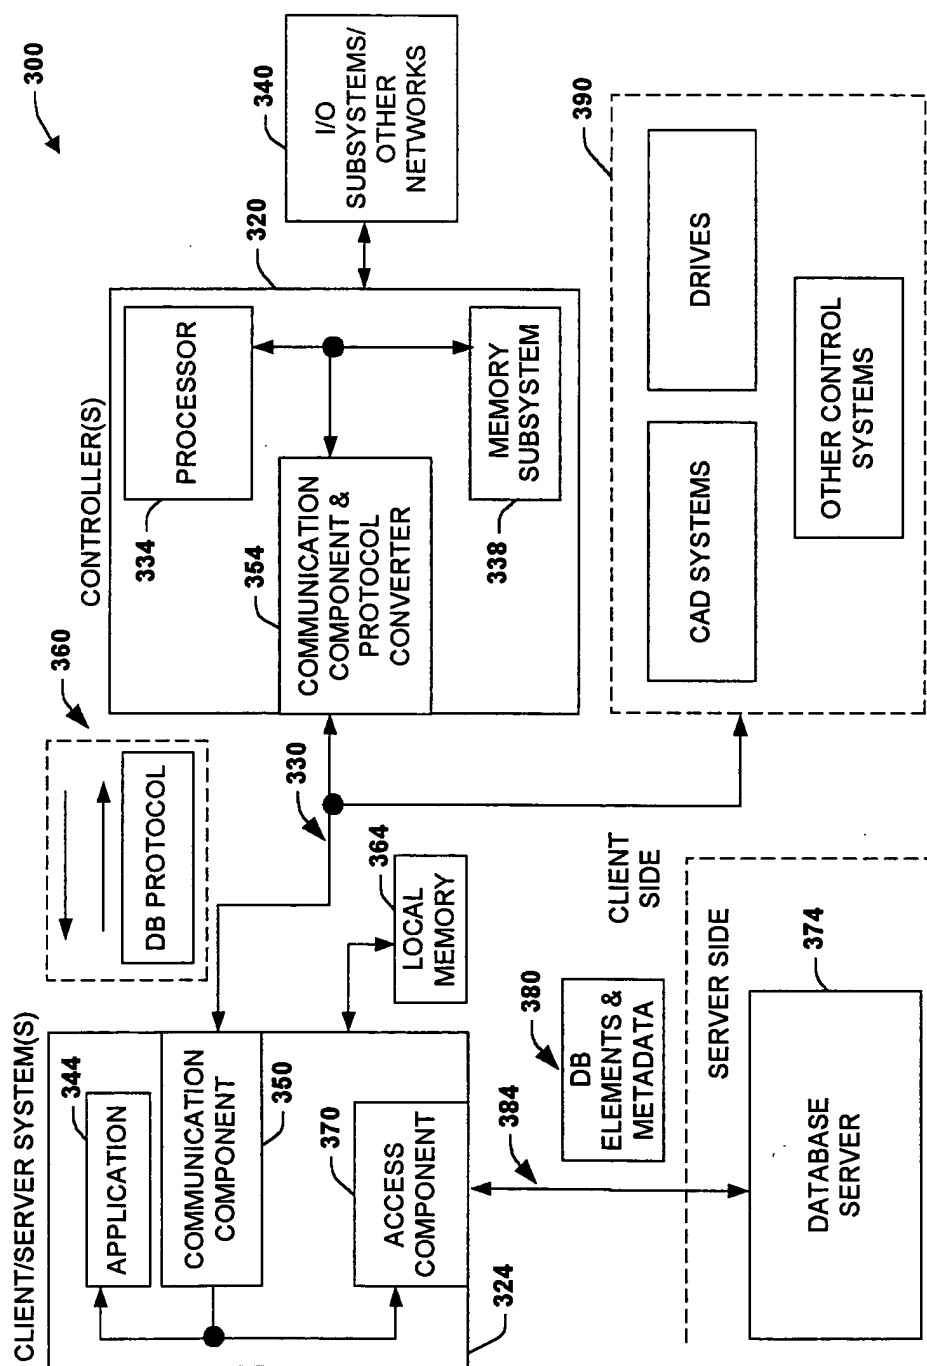 300
CLIENT/SERVER SYSTEM(S)
344
APPLICATION
COMMUNICATION
COMPONENT
350
370
ACCESS
COMPONENT
324
360
DB PROTOCOL
330
364
LOCAL
MEMORY
CONTROLLER(S)
320
334
PROCESSOR
354
COMMUNICATION
COMPONENT &
PROTOCOL
CONVERTER
MEMORY
SUBSYSTEM
338
340
I/O
SUBSYSTEMS/
OTHER
NETWORKS
384
380
DB
ELEMENTS &
METADATA
CLIENT
SIDE
SERVER SIDE
374
DATABASE
SERVER
390
CAD SYSTEMS
DRIVES
OTHER CONTROL
SYSTEMS